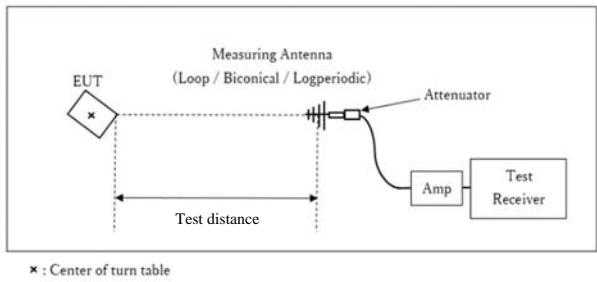 Measuring Antenna
(Loop / Biconical / Logperiodic)
EUT
Attenuator
Amp
Test
Receiver
Test distance
× : Center of turn table